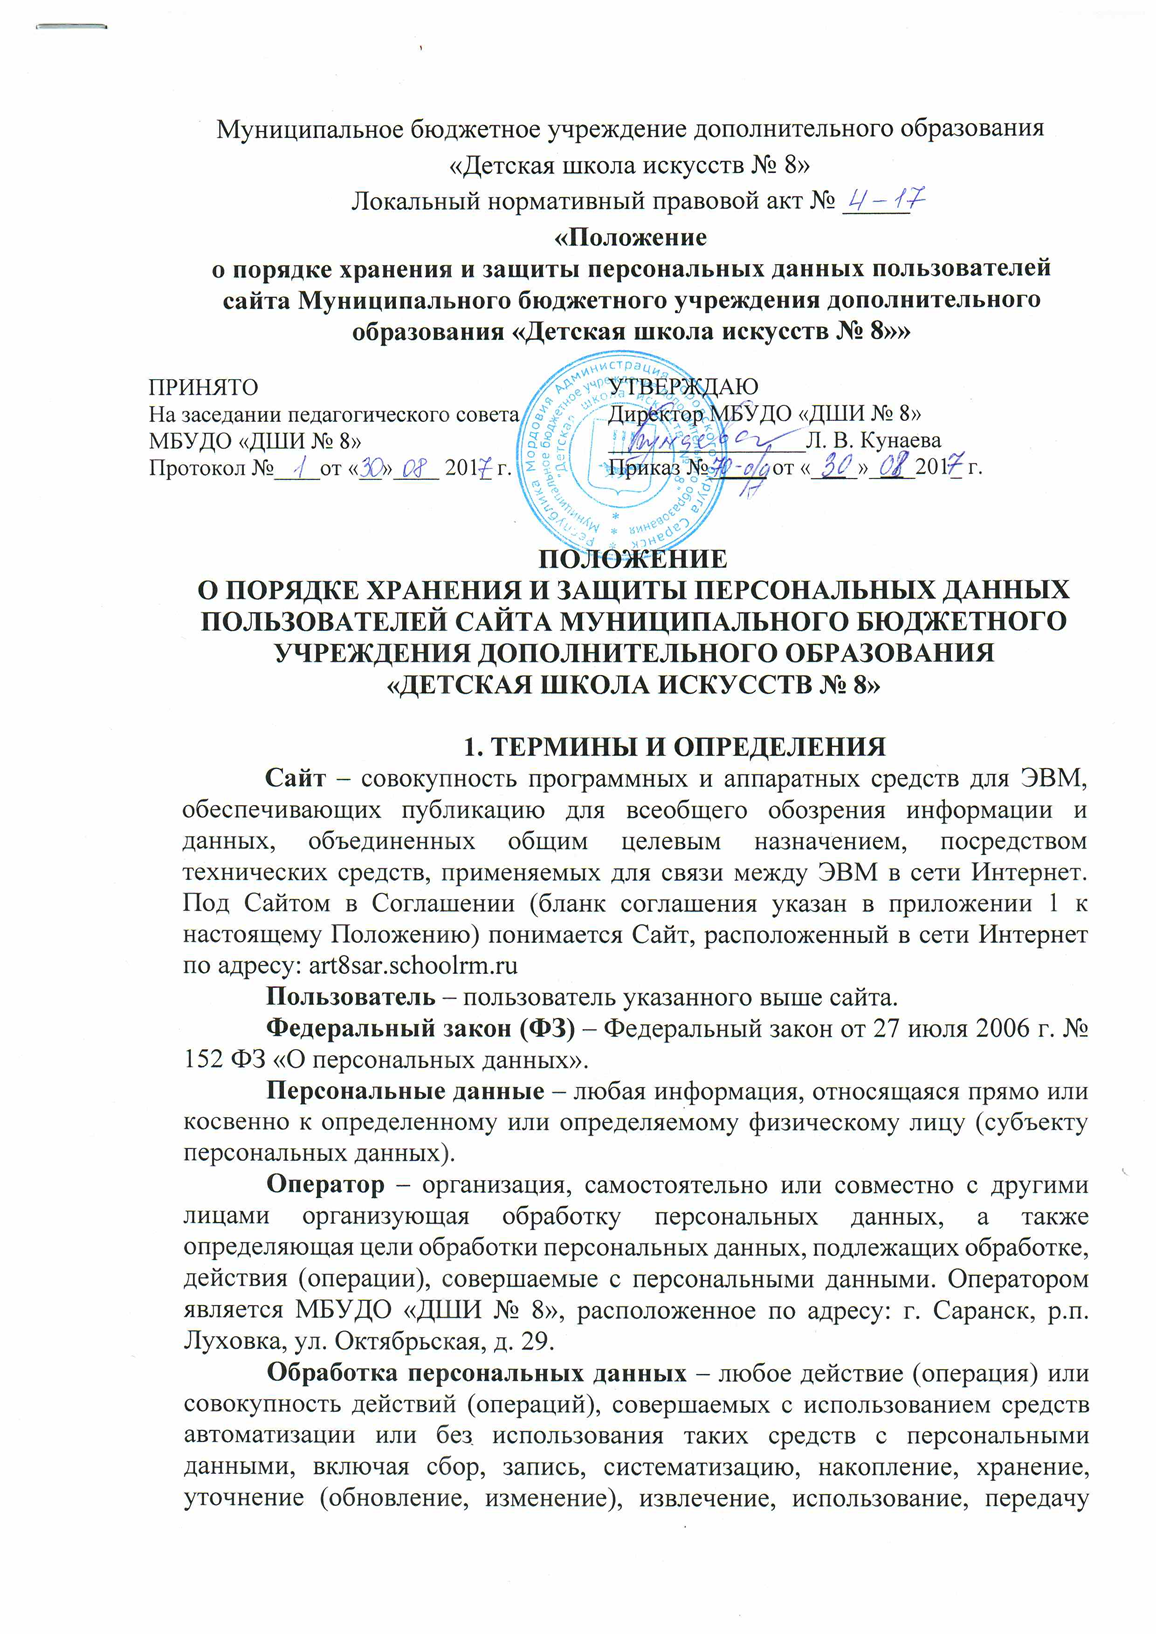 Муниципальное бюджетное учреждение дополнительного образования
«Детская школа искусств № 8»
Локальный нормативный правовой акт № 4-17
«Положение
о порядке хранения и защиты персональных данных пользователей
сайта Муниципального бюджетного учреждения дополнительного
образования «Детская школа искусств № 8»»
ПРИНЯТО
На заседании педагогического совета
МБУДО «ДШИ № 8»
Протокол № 1 от «30» 08 2017 г.
УТВЕРЖДАЮ
Директор МБУДО «ДШИ № 8»
Л. В. Кунаева
Приказ № 70-о/д от «30» 08 2017 г.
17
ПОЛОЖЕНИЕ
О ПОРЯДКЕ ХРАНЕНИЯ И ЗАЩИТЫ ПЕРСОНАЛЬНЫХ ДАННЫХ
ПОЛЬЗОВАТЕЛЕЙ САЙТА МУНИЦИПАЛЬНОГО БЮДЖЕТНОГО
УЧРЕЖДЕНИЯ ДОПОЛНИТЕЛЬНОГО ОБРАЗОВАНИЯ
«ДЕТСКАЯ ШКОЛА ИСКУССТВ № 8»
1. ТЕРМИНЫ И ОПРЕДЕЛЕНИЯ
Сайт – совокупность программных и аппаратных средств для ЭВМ,
обеспечивающих публикацию для всеобщего обозрения информации и
данных, объединенных общим целевым назначением, посредством
технических средств, применяемых для связи между ЭВМ в сети Интернет.
Под Сайтом в Соглашении (бланк соглашения указан в приложении 1 к
настоящему Положению) понимается Сайт, расположенный в сети Интернет
по адресу: art8sar.schoolrm.ru
Пользователь – пользователь указанного выше сайта.
Федеральный закон (ФЗ) – Федеральный закон от 27 июля 2006 г. №
152 ФЗ «О персональных данных».
Персональные данные – любая информация, относящаяся прямо или
косвенно к определенному или определяемому физическому лицу (субъекту
персональных данных).
Оператор – организация, самостоятельно или совместно с другими
лицами организующая обработку персональных данных, а также
определяющая цели обработки персональных данных, подлежащих обработке,
действия (операции), совершаемые с персональными данными. Оператором
является МБУДО «ДШИ № 8», расположенное по адресу: г. Саранск, р.п.
Луховка, ул. Октябрьская, д. 29.
Обработка персональных данных – любое действие (операция) или
совокупность действий (операций), совершаемых с использованием средств
автоматизации или без использования таких средств с персональными
данными, включая сбор, запись, систематизацию, накопление, хранение,
уточнение (обновление, изменение), извлечение, использование, передачу